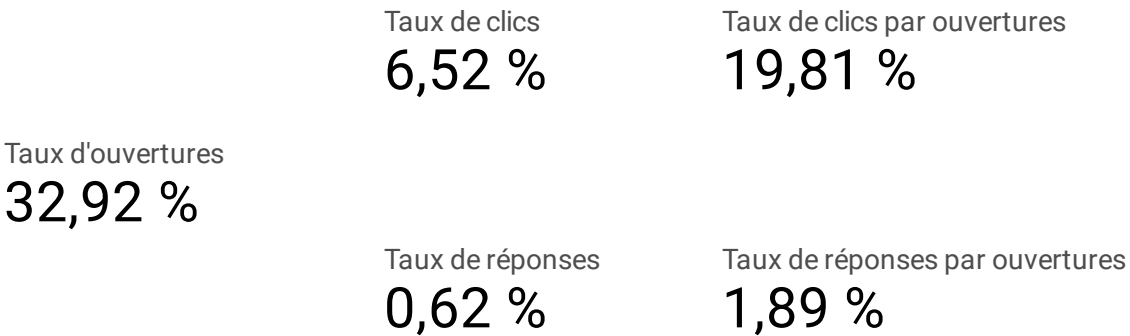 Taux de clics
6,52 %
Taux de clics par ouvertures
19,81 %
Taux d'ouvertures
32,92 %
Taux de réponses
0,62 %
Taux de réponses par ouvertures
1,89 %